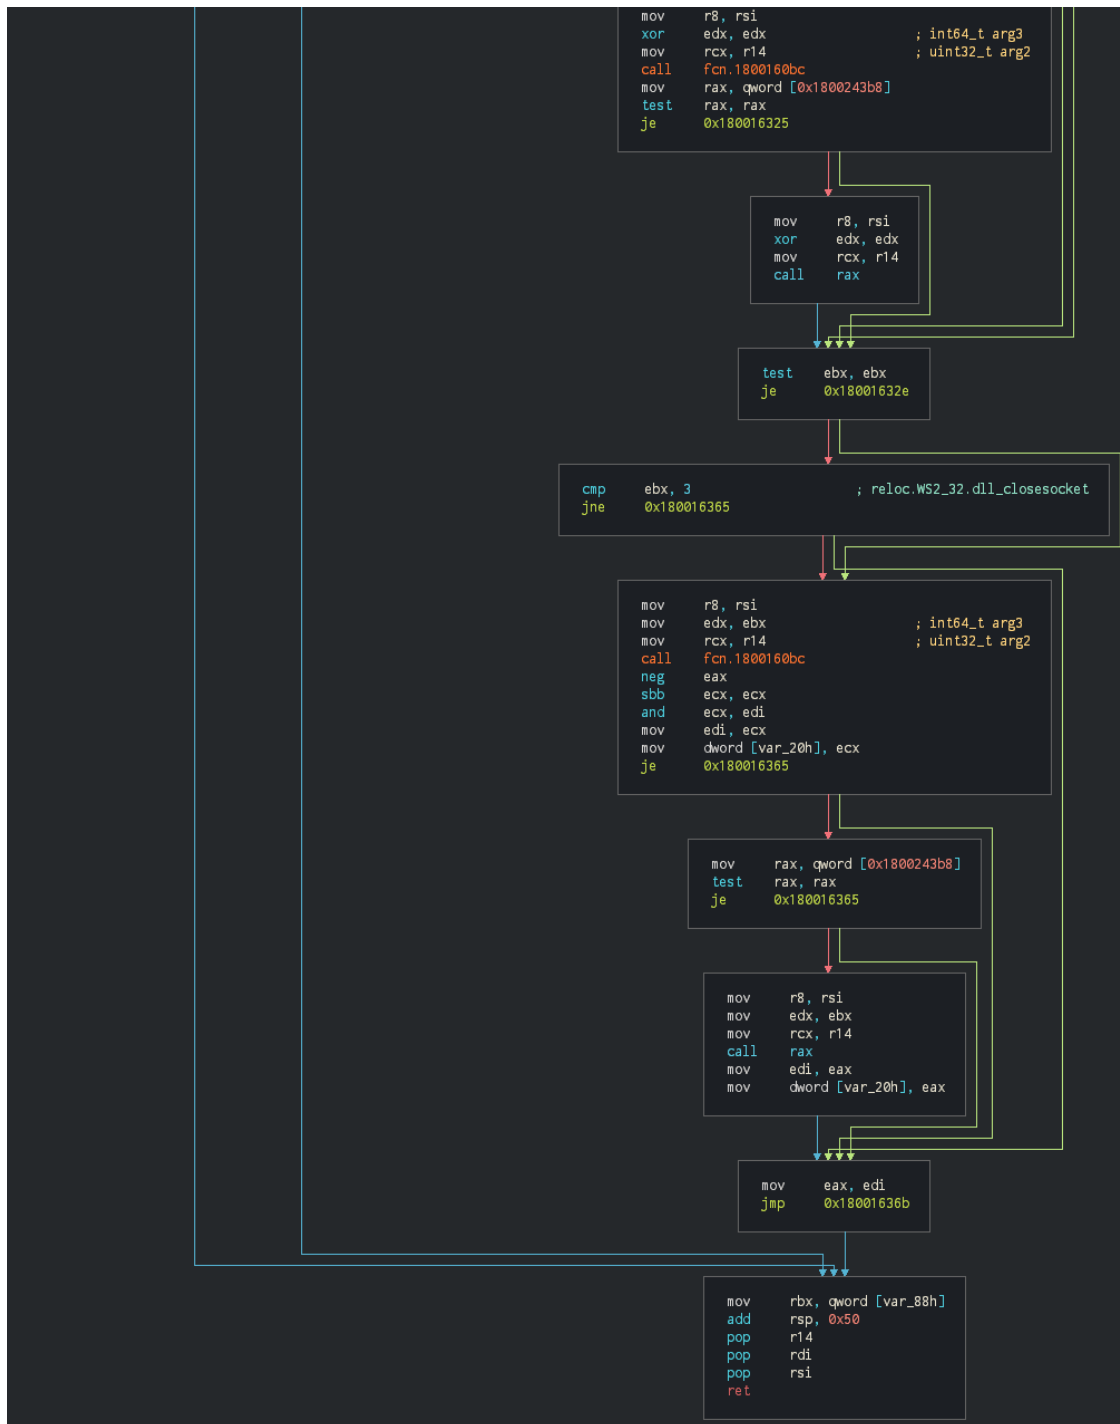 mov r8, rsi
xor edx, edx ; int64_t arg3
mov rcx, r14 ; uint32_t arg2
call fcn.1800160bc
mov rax, qword [0x1800243b8]
test rax, rax
je 0x180016325
mov r8, rsi
xor edx, edx
mov rcx, r14
call rax
test ebx, ebx
je 0x18001632e
cmp ebx, 3 ; reloc.WS2_32.dll_closesocket
jne 0x180016365
mov r8, rsi
mov edx, ebx ; int64_t arg3
mov rcx, r14 ; uint32_t arg2
call fcn.1800160bc
neg eax
sbb ecx, ecx
and ecx, edi
mov edi, ecx
mov dword [var_20h], ecx
je 0x180016365
mov rax, qword [0x1800243b8]
test rax, rax
je 0x180016365
mov r8, rsi
mov edx, ebx
mov rcx, r14
call rax
mov edi, eax
mov dword [var_20h], eax
mov eax, edi
jmp 0x18001636b
mov rbx, qword [var_88h]
add rsp, 0x50
pop r14
pop rdi
pop rsi
ret